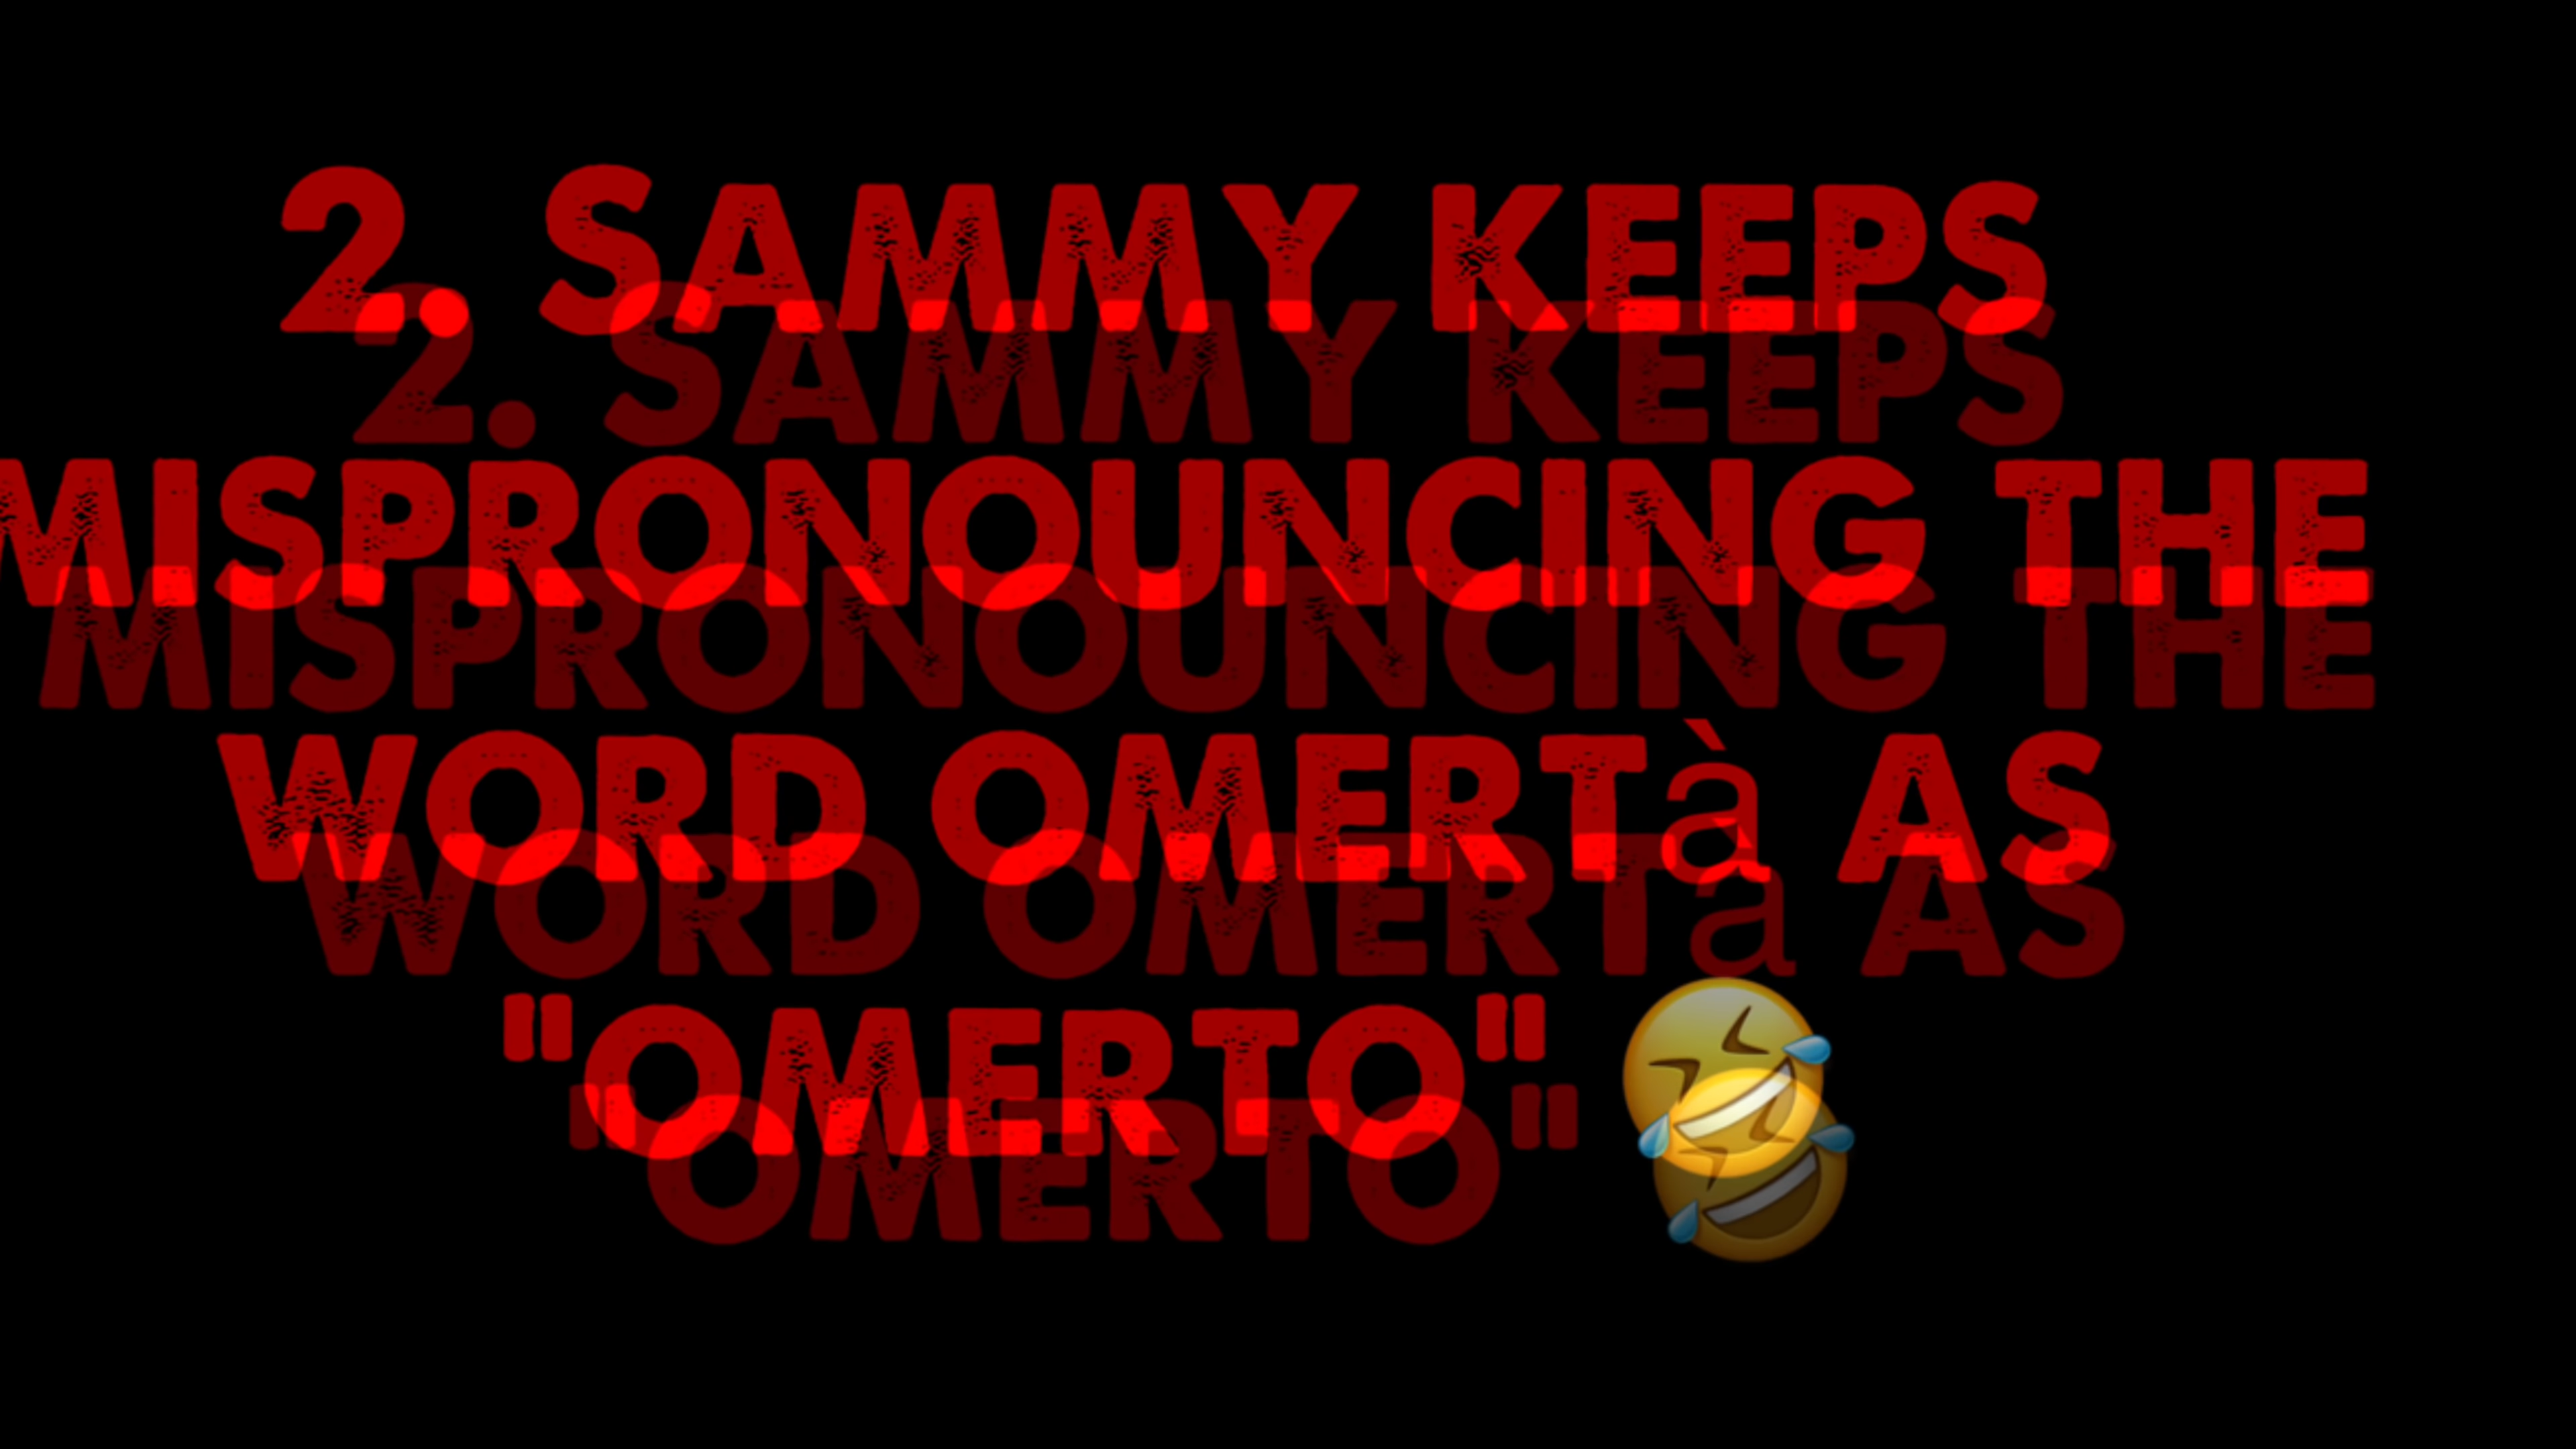 2. SAMMY KEEPS
MISPRONOUNCING THE
WORD OMERTà AS
"OMERTO" 🤣